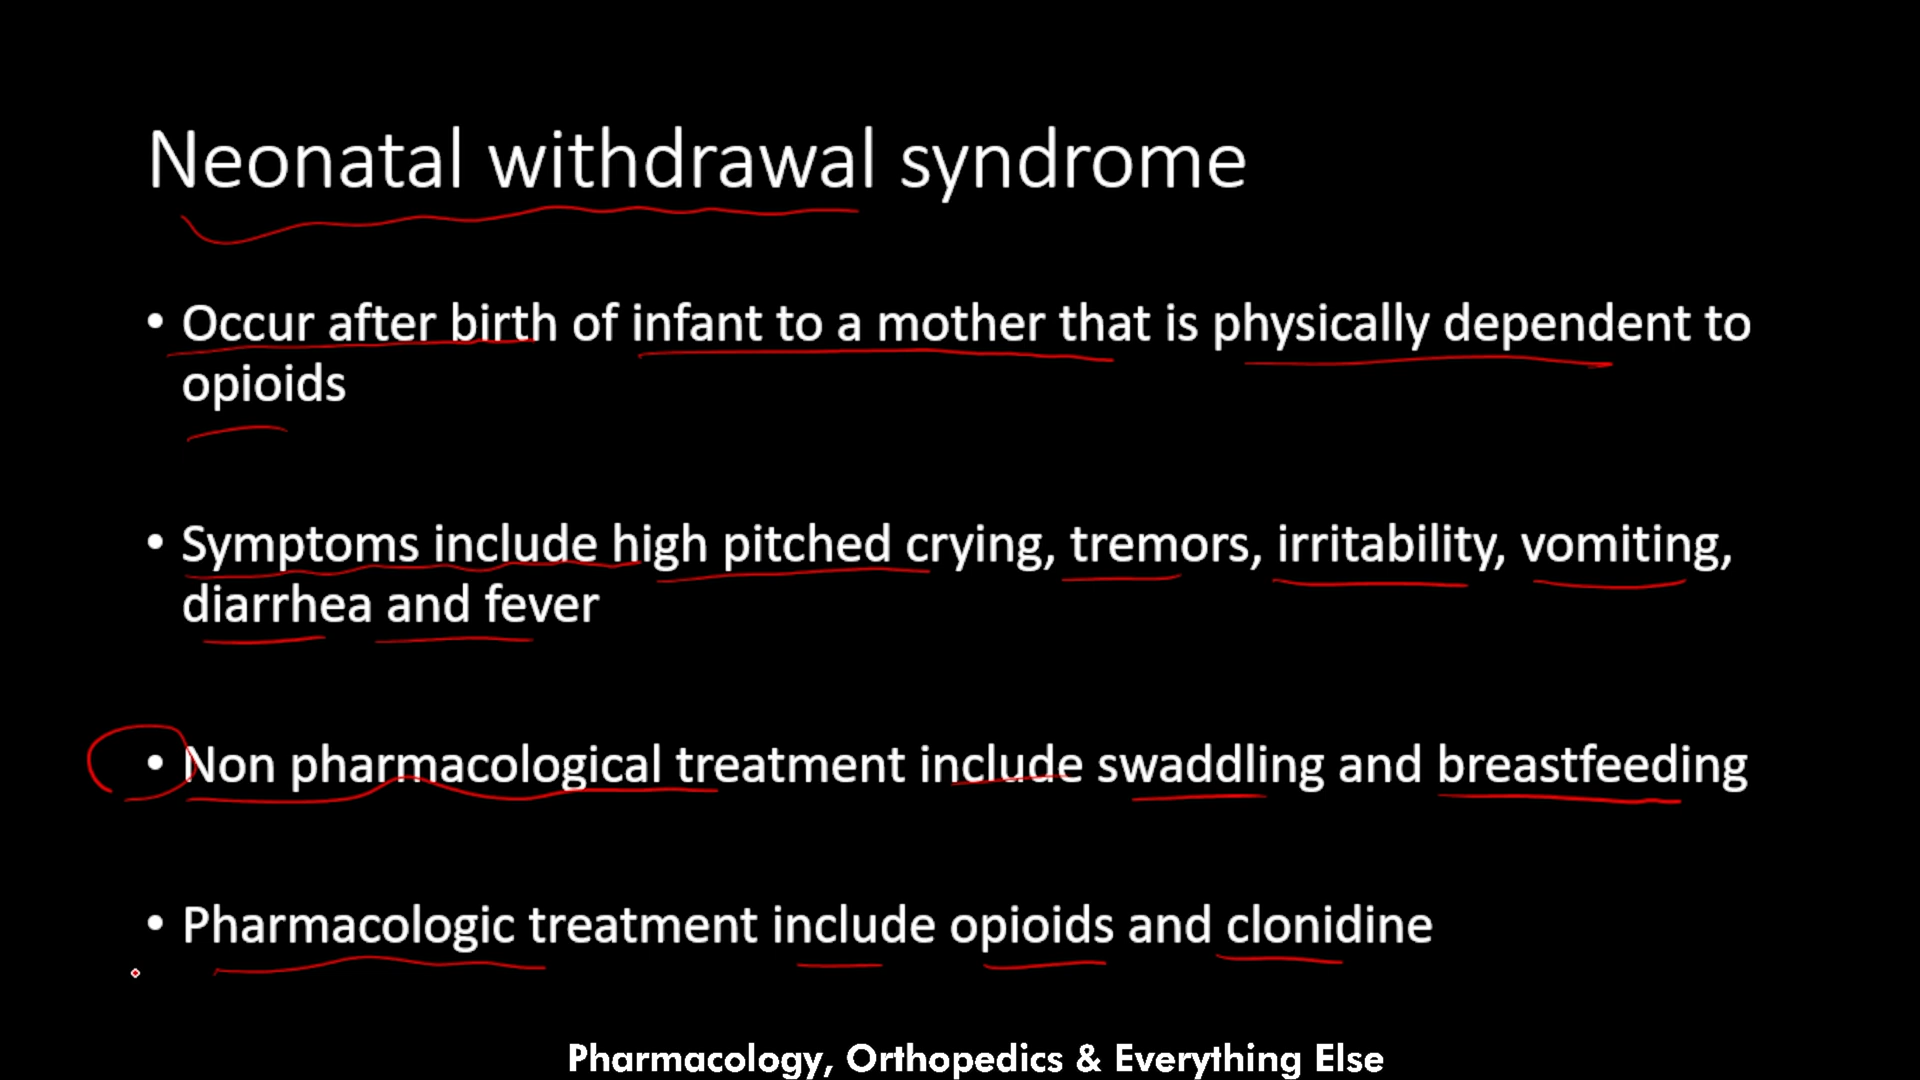 Neonatal withdrawal syndrome
• Occur after birth of infant to a mother that is physically dependent to
opioids
• Symptoms include high pitched crying, tremors, irritability, vomiting,
diarrhea and fever
• Non pharmacological treatment include swaddling and breastfeeding
• Pharmacologic treatment include opioids and clonidine
Pharmacology, Orthopedics & Everything Else